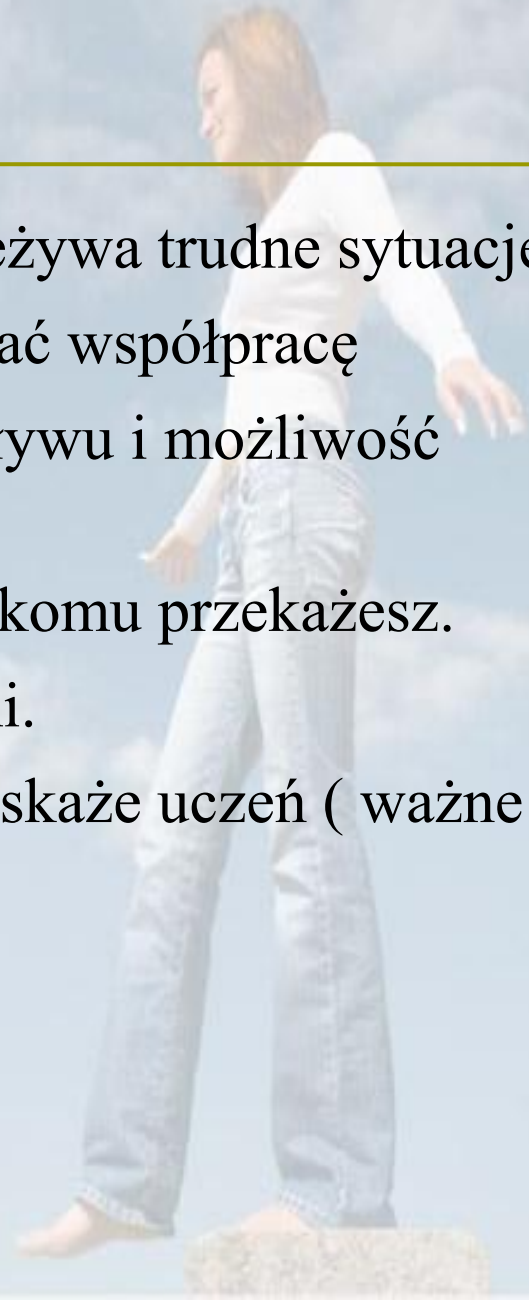 eżywa trudne sytuacje
ać współpracę
ywu i możliwość
komu przekażesz.
i.
skaże uczeń ( ważne